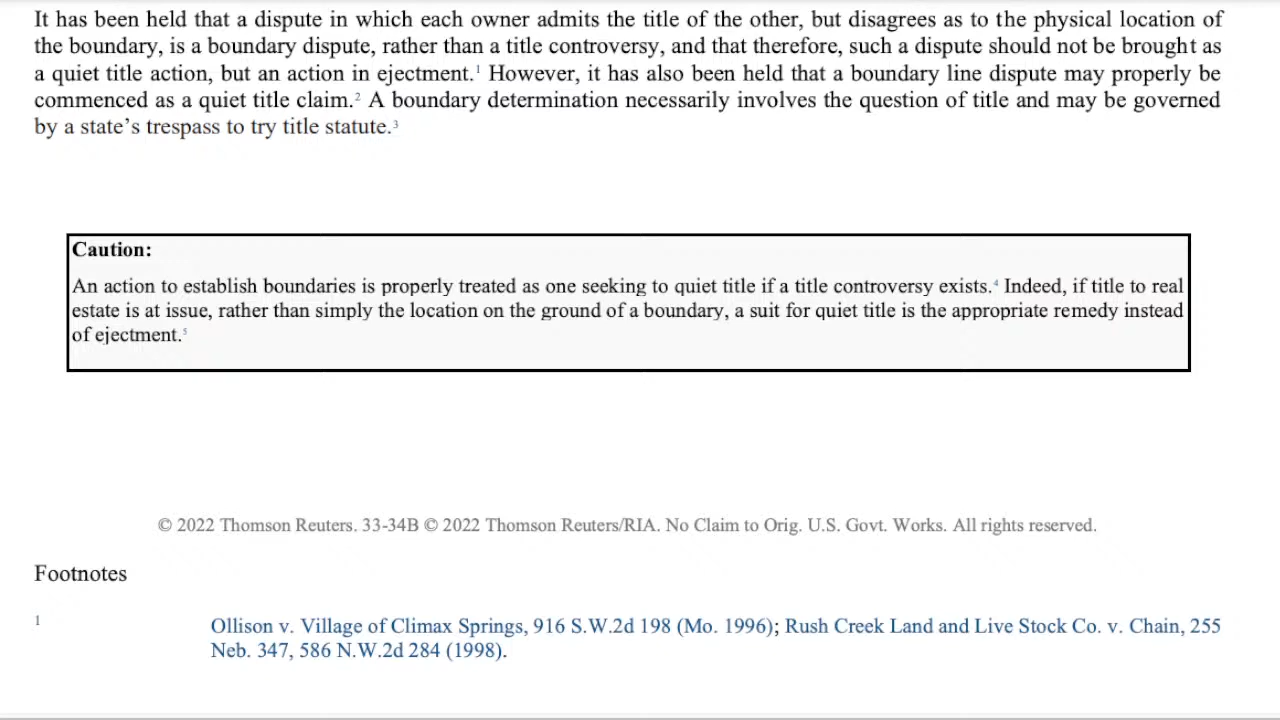 It has been held that a dispute in which each owner admits the title of the other, but disagrees as to the physical location of
the boundary, is a boundary dispute, rather than a title controversy, and that therefore, such a dispute should not be brought as
a quiet title action, but an action in ejectment.¹ However, it has also been held that a boundary line dispute may properly be
commenced as a quiet title claim.² A boundary determination necessarily involves the question of title and may be governed
by a state's trespass to try title statute.³
Caution:
An action to establish boundaries is properly treated as one seeking to quiet title if a title controversy exists.⁴ Indeed, if title to real
estate is at issue, rather than simply the location on the ground of a boundary, a suit for quiet title is the appropriate remedy instead
of ejectment.⁵
© 2022 Thomson Reuters. 33-34B © 2022 Thomson Reuters/RIA. No Claim to Orig. U.S. Govt. Works. All rights reserved.
Footnotes
1
Ollison v. Village of Climax Springs, 916 S.W.2d 198 (Mo. 1996); Rush Creek Land and Live Stock Co. v. Chain, 255
Neb. 347, 586 N.W.2d 284 (1998).